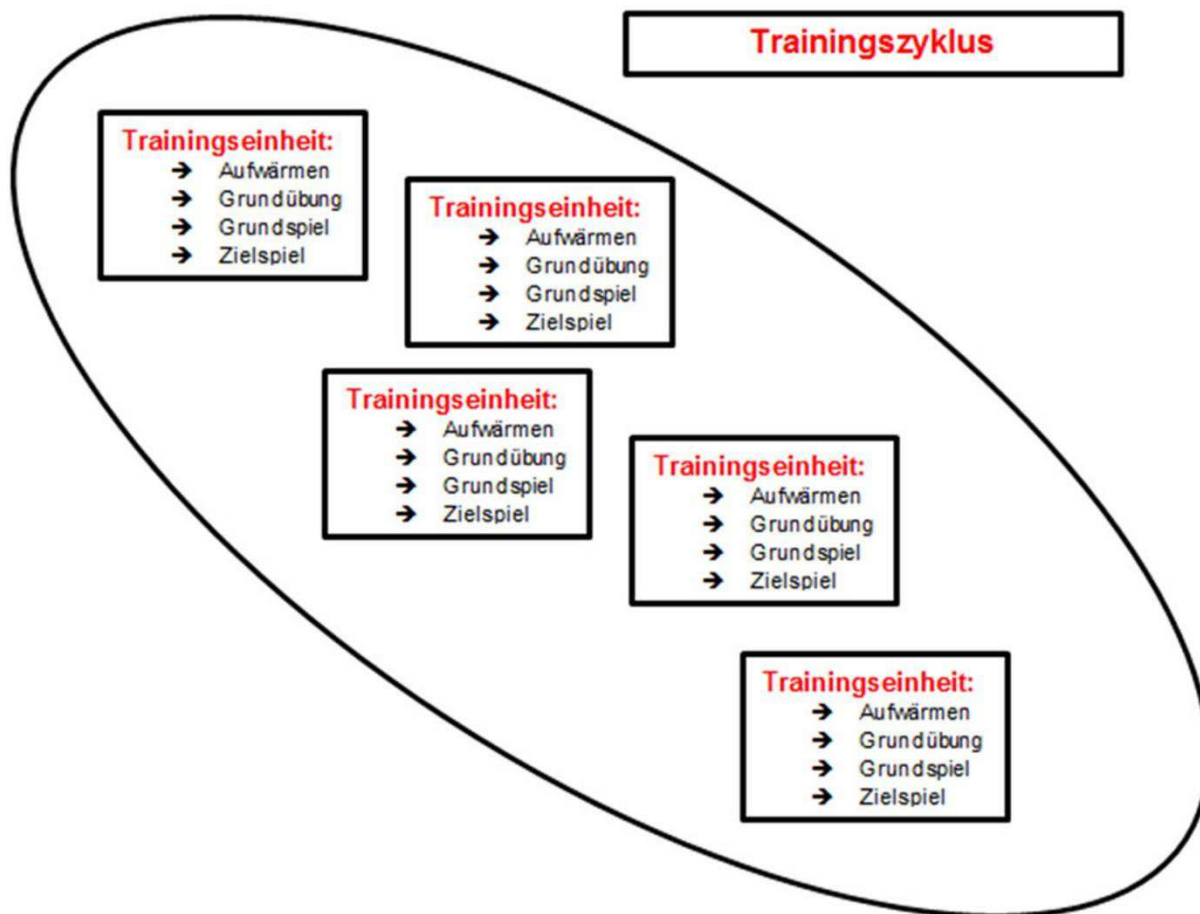 Trainingszyklus
Trainingseinheit:
➔ Aufwärmen
➔ Grundübung
➔ Grundspiel
➔ Zielspiel
Trainingseinheit:
➔ Aufwärmen
➔ Grundübung
➔ Grundspiel
➔ Zielspiel
Trainingseinheit:
➔ Aufwärmen
➔ Grundübung
➔ Grundspiel
➔ Zielspiel
Trainingseinheit:
➔ Aufwärmen
➔ Grundübung
➔ Grundspiel
➔ Zielspiel
Trainingseinheit:
➔ Aufwärmen
➔ Grundübung
➔ Grundspiel
➔ Zielspiel